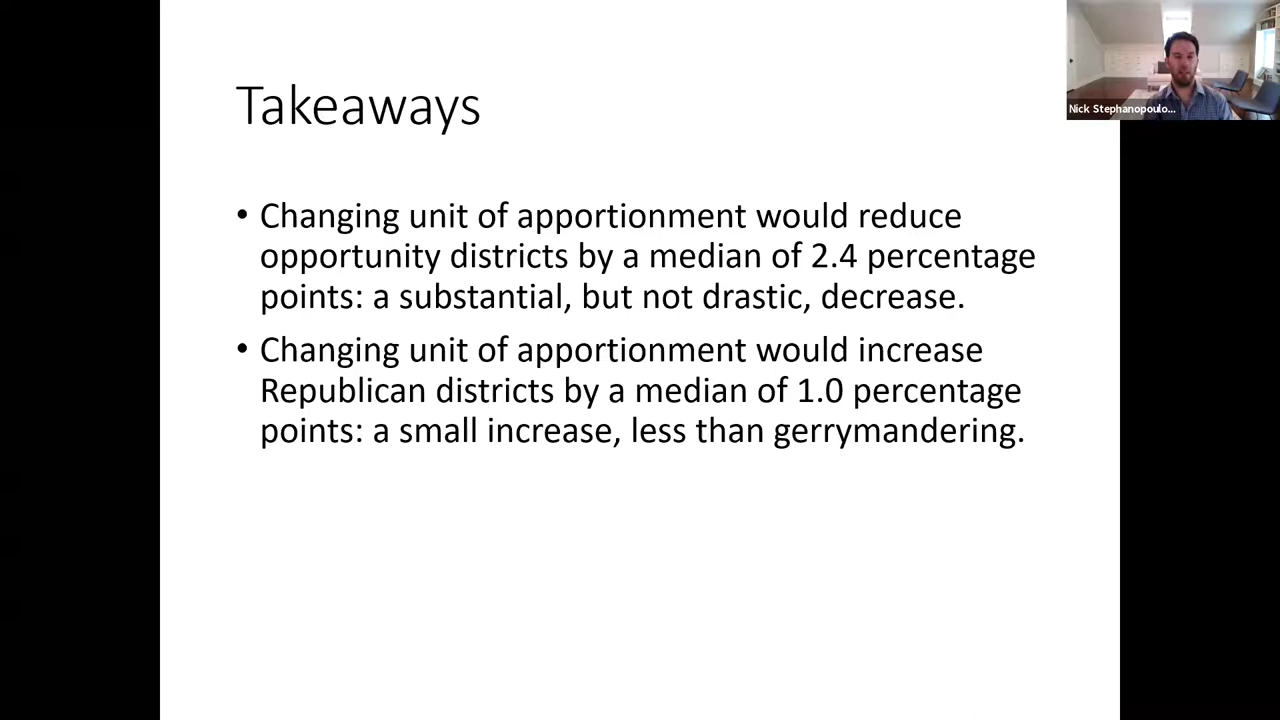 Takeaways
Nick Stephanopoulo...
• Changing unit of apportionment would reduce
opportunity districts by a median of 2.4 percentage
points: a substantial, but not drastic, decrease.
• Changing unit of apportionment would increase
Republican districts by a median of 1.0 percentage
points: a small increase, less than gerrymandering.